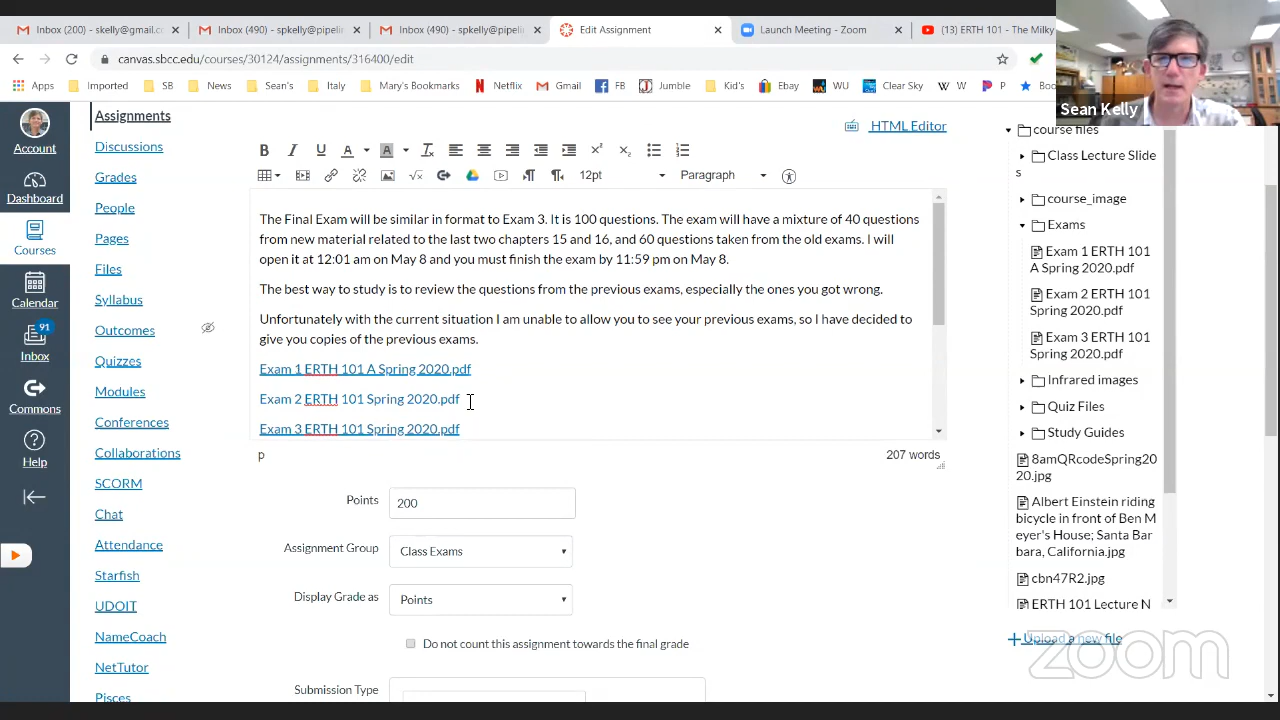 Inbox (200) - skelly@gmail.c
Inbox (490) - skelly@pipelin
Inbox (490) - skelly@pipelin
Edit Assignment
Launch Meeting - Zoom
(13) ERTH 101 - The Milky
canvas.sbcc.edu/courses/30124/assignments/319400/edit
Apps
Imported
SB
News
Sean's
Italy
Mary's Bookmarks
Netflix
Gmail
FB
Jumble
Kid's
Ebay
WU
Clear Sky
W
P
Bo
Sean Kelly
Account
Dashboard
Courses
Calendar
91
Inbox
Commons
Help
Assignments
Discussions
Grades
People
Pages
Files
Syllabus
Outcomes
Quizzes
Modules
Conferences
Collaborations
SCORM
Chat
Attendance
Starfish
UDOIT
NameCoach
NetTutor
Pisces
HTML Editor
12pt
Paragraph
The Final Exam will be similar in format to Exam 3. It is 100 questions. The exam will have a mixture of 40 questions
from new material related to the last two chapters 15 and 16, and 60 questions taken from the old exams. I will
open it at 12:01 pm on May 8 and you must finish the exam by 11:59 pm on May 8.
The best way to study is to review the questions from the previous exams, especially the ones you got wrong.
Unfortunately with the current situation I am unable to allow you to see your previous exams, so I have decided to
give you copies of the previous exams.
Exam 1 ERTH 101 A Spring 2020.pdf
Exam 2 ERTH 101 Spring 2020.pdf
Exam 3 ERTH 101 Spring 2020.pdf
p
207 words
Points
200
Assignment Group
Class Exams
Display Grade as
Points
Do not count this assignment towards the final grade
Submission Type
course files
Class Lecture Slide
s
course_image
Exams
Exam 1 ERTH 101
A Spring 2020.pdf
Exam 2 ERTH 101
Spring 2020.pdf
Exam 3 ERTH 101
Spring 2020.pdf
Infrared images
Quiz Files
Study Guides
8amQRcodeSpring20
20.jpg
Albert Einstein riding
bicycle in front of Ben M
eyer's House; Santa Bar
bara, California.jpg
cbn47R2.jpg
ERTH 101 Lecture N
Upload a new file
zoom